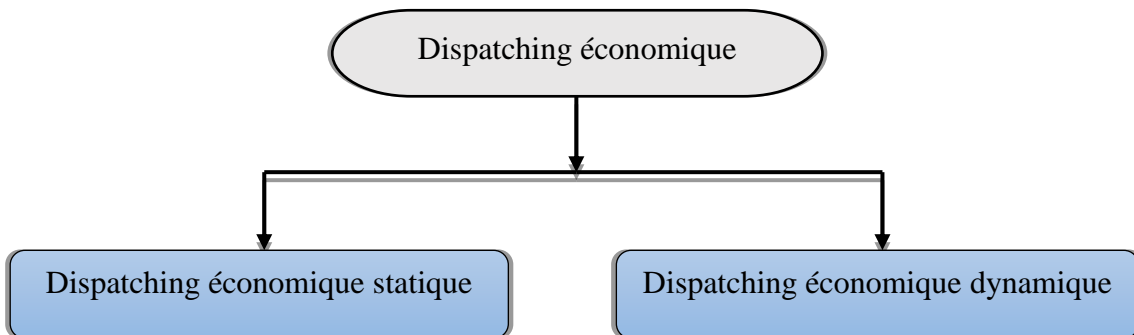 Dispatching économique
Dispatching économique statique
Dispatching économique dynamique